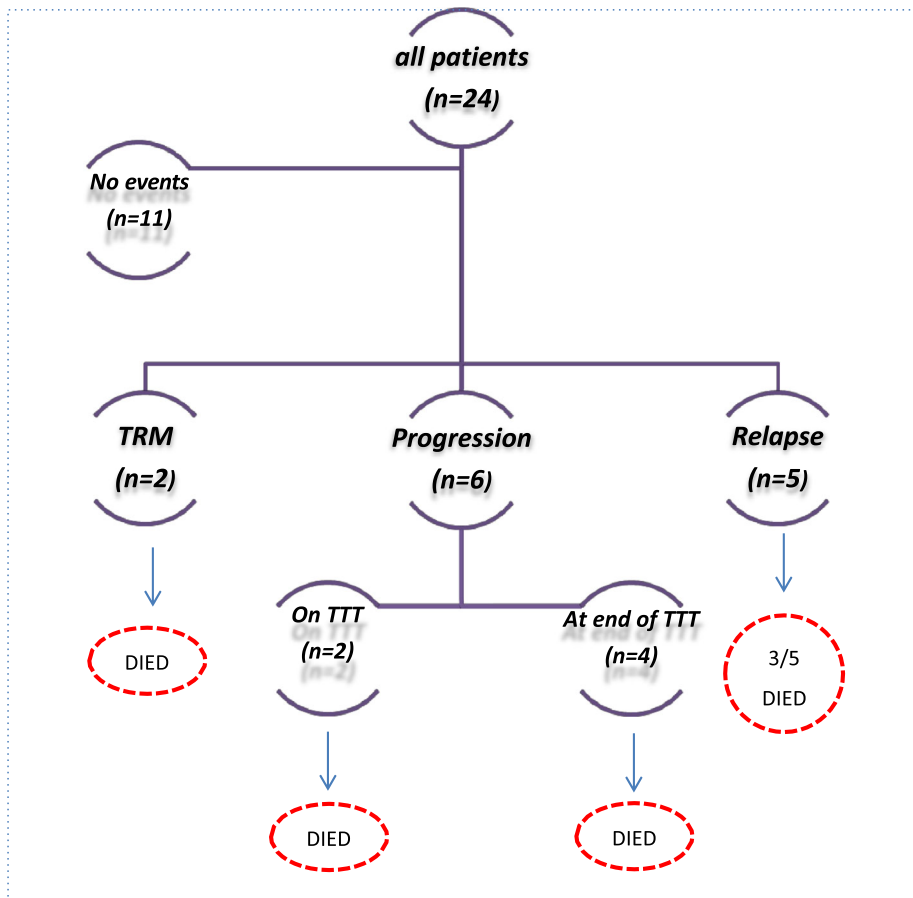 all patients
(n=24)
No events
(n=11)
TRM
(n=2)
Progression
(n=6)
Relapse
(n=5)
On TTT
(n=2)
At end of TTT
(n=4)
DIED
3/5
DIED
DIED
DIED